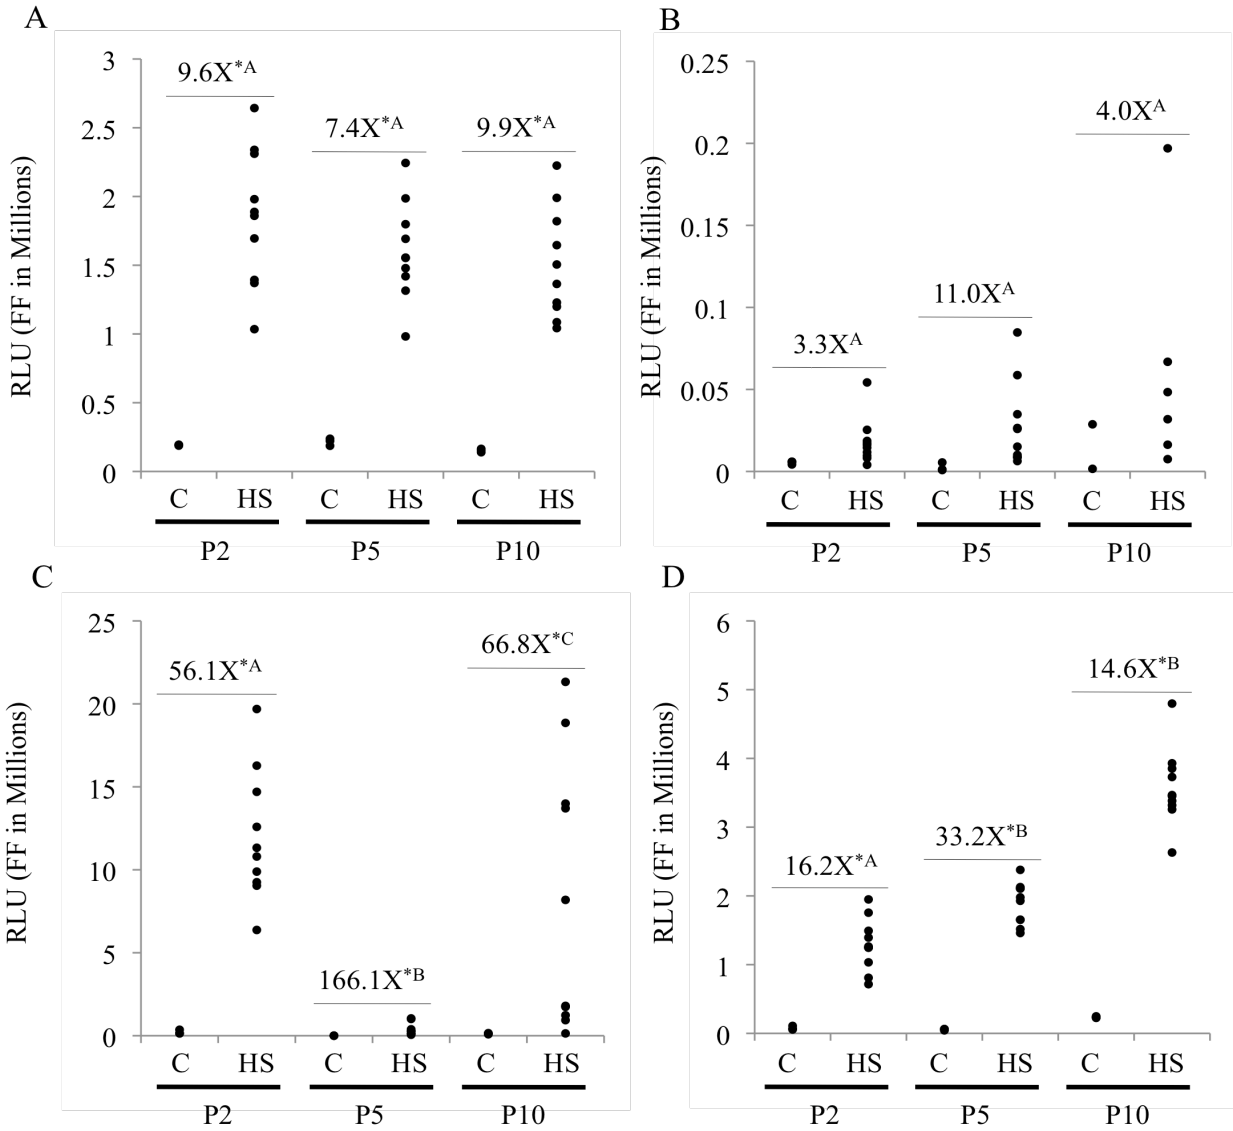 A
RLU (FF in Millions)
3
2.5
2
1.5
1
0.5
0
9.6X*A
7.4X*A
9.9X*A
C HS C HS C HS
P2 P5 P10
B
RLU (FF in Millions)
0.25
0.2
0.15
0.1
0.05
0
3.3XA
11.0XA
4.0XA
C HS C HS C HS
P2 P5 P10
C
RLU (FF in Millions)
25
20
15
10
5
0
56.1X*A
166.1X*B
66.8X*C
C HS C HS C HS
P2 P5 P10
D
RLU (FF in Millions)
6
5
4
3
2
1
0
16.2X*A
33.2X*B
14.6X*B
C HS C HS C HS
P2 P5 P10